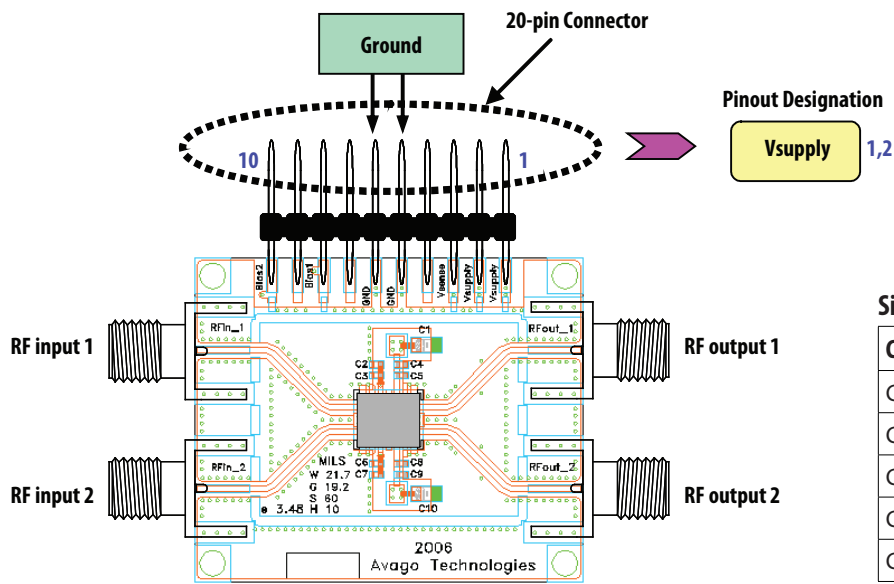 20-pin Connector
Ground
Pinout Designation
Vsupply 1,2
10 1
Bias2
Bias1
GND
GND
Vsense
Vsupply
Vsupply
RFin_1 RFout_1
RF input 1 RF output 1
C1
C2 C4
C3 C5
C6 C8
C7 C9
C10
RFin_2 RFout_2
RF input 2 RF output 2
MILS
W 21.7
G 19.2
S 60
e 3.48 H 10
2006
Avago Technologies
Si
C
C
C
C
C
C